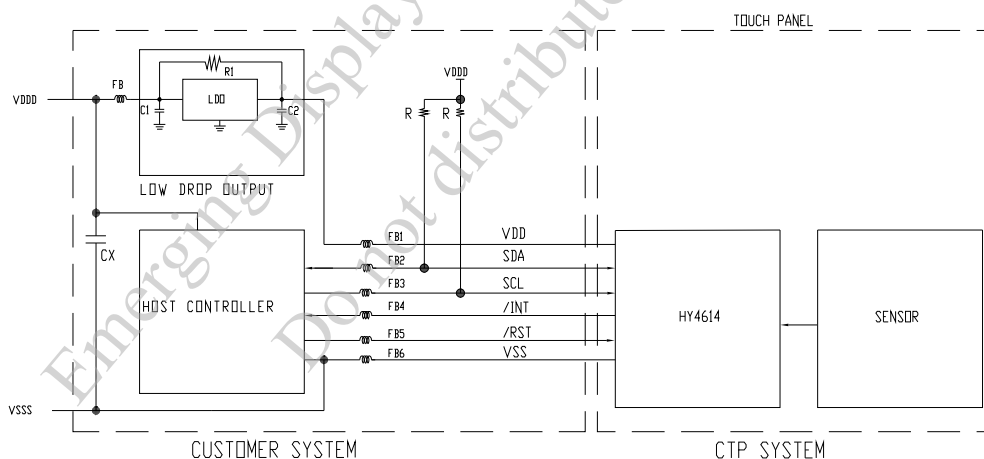 TOUCH PANEL
VDDD
FB
R1
LDO
C1
C2
LOW DROP OUTPUT
VDDD
R
R
CX
HOST CONTROLLER
FB1
VDD
FB2
SDA
FB3
SCL
FB4
/INT
FB5
/RST
FB6
VSS
HY4614
SENSOR
VSSS
CUSTOMER SYSTEM
CTP SYSTEM
Emerging Display
Do not distribute